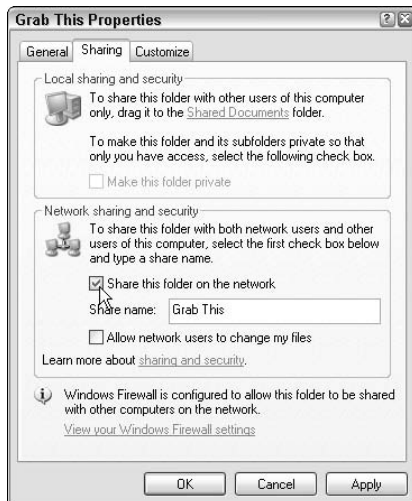 Grab This Properties
General
Sharing
Customize
Local sharing and security
To share this folder with other users of this computer
only, drag it to the Shared Documents folder.
To make this folder and its subfolders private so that
only you have access, select the following check box.
Make this folder private
Network sharing and security
To share this folder with both network users and other
users of this computer, select the first check box below
and type a share name.
Share this folder on the network
Share name: Grab This
Allow network users to change my files
Learn more about sharing and security.
Windows Firewall is configured to allow this folder to be shared
with other computers on the network.
View your Windows Firewall settings
OK
Cancel
Apply